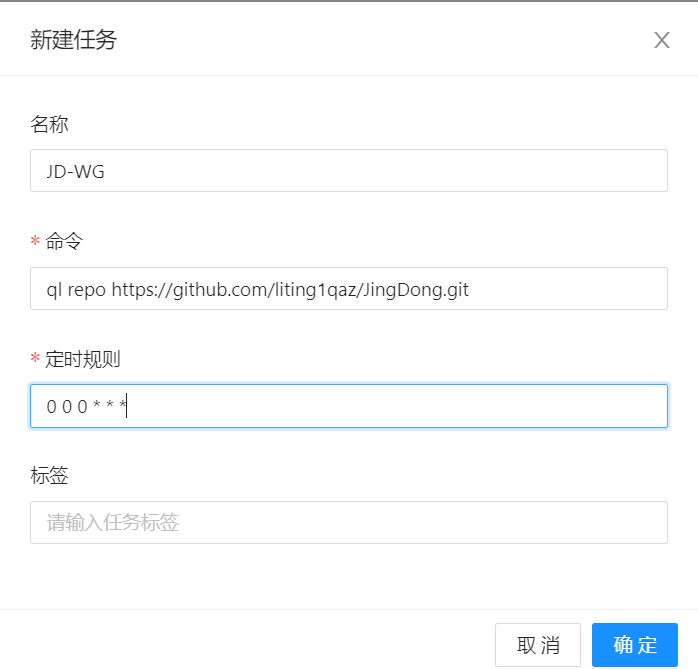 新建任务
名称
JD-WG
* 命令
ql repo https://github.com/liting1qaz/JingDong.git
* 定时规则
0 0 0 * * *
标签
请输入任务标签
取 消 确 定